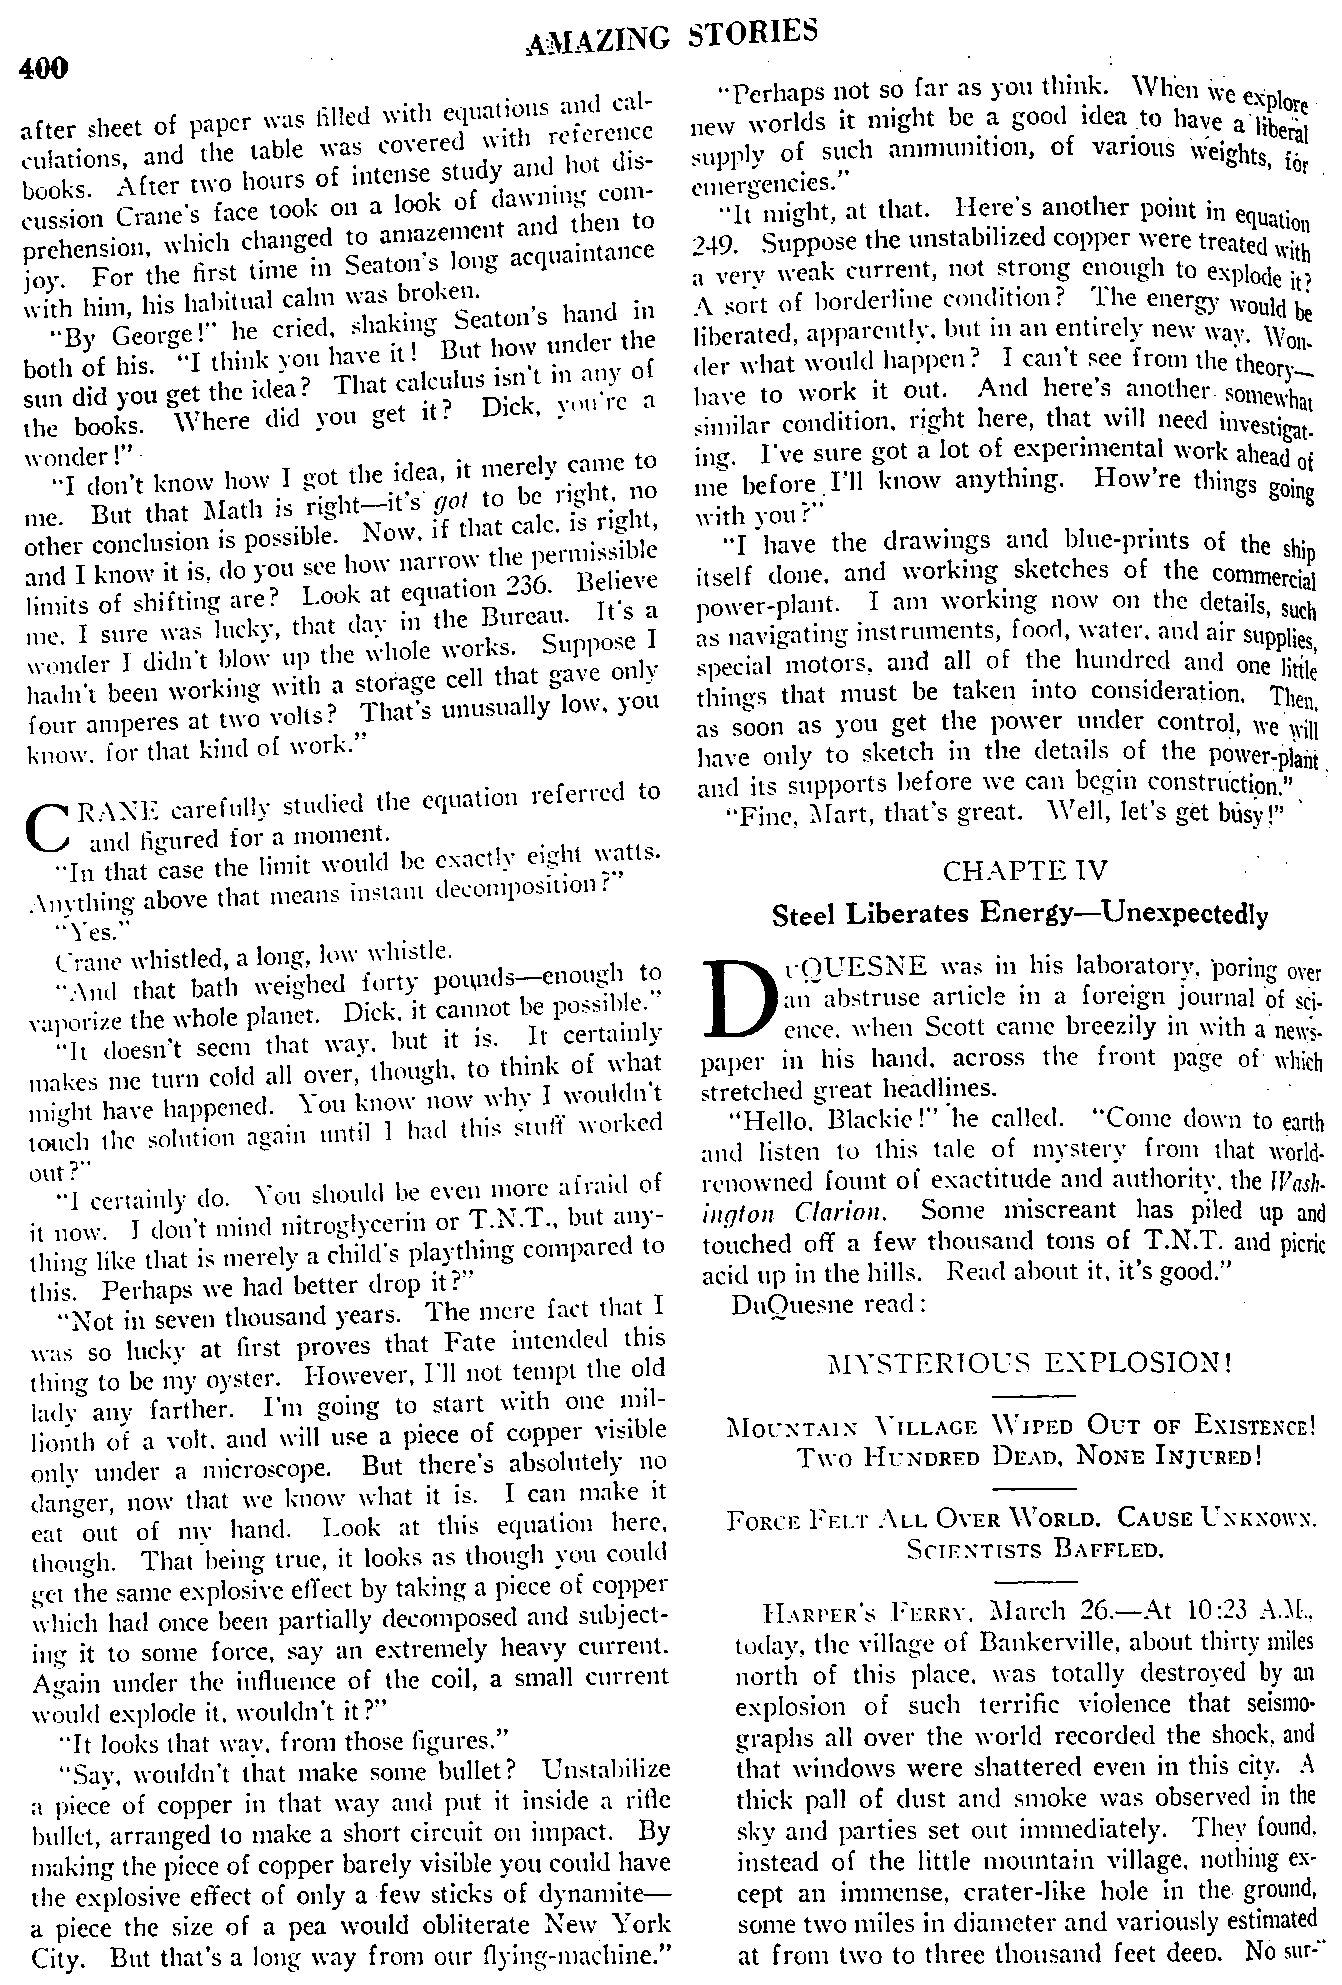 AMAZING STORIES
400
after sheet of paper was filled with equations and cal-
culations, and the table was covered with reference
books. After two hours of intense study and hot dis-
cussion Crane's face took on a look of dawning com-
prehension, which changed to amazement and then to
joy. For the first time in Seaton's long acquaintance
with him, his habitual calm was broken.
"By George!" he cried, shaking Seaton's hand in
both of his. "I think you have it! But how under the
sun did you get the idea? That calculus isn't in any of
the books. Where did you get it? Dick, you're a
wonder!"
"I don't know how I got the idea, it merely came to
me. But that Math is right—it's got to be right, no
other conclusion is possible. Now, if that calc. is right,
and I know it is, do you see how narrow the permissible
limits of shifting are? Look at equation 236. Believe
me, I sure was lucky, that day in the Bureau. It's a
wonder I didn't blow up the whole works. Suppose I
hadn't been working with a storage cell that gave only
four amperes at two volts? That's unusually low, you
know, for that kind of work."
CRANE carefully studied the equation referred to
and figured for a moment.
"In that case the limit would be exactly eight watts.
Anything above that means instant decomposition?"
"Yes."
Crane whistled, a long, low whistle.
"And that bath weighed forty pounds—enough to
vaporize the whole planet. Dick, it cannot be possible."
"It doesn't seem that way, but it is. It certainly
makes me turn cold all over, though, to think of what
might have happened. You know now why I wouldn't
touch the solution again until I had this stuff worked
out?"
"I certainly do. You should be even more afraid of
it now. I don't mind nitroglycerin or T.N.T., but any-
thing like that is merely a child's plaything compared to
this. Perhaps we had better drop it?"
"Not in seven thousand years. The mere fact that I
was so lucky at first proves that Fate intended this
thing to be my oyster. However, I'll not tempt the old
lady any farther. I'm going to start with one mil-
lionth of a volt, and will use a piece of copper visible
only under a microscope. But there's absolutely no
danger, now that we know what it is. I can make it
eat out of my hand. Look at this equation here,
though. That being true, it looks as though you could
get the same explosive effect by taking a piece of copper
which had once been partially decomposed and subject-
ing it to some force, say an extremely heavy current.
Again under the influence of the coil, a small current
would explode it, wouldn't it?"
"It looks that way, from those figures."
"Say, wouldn't that make some bullet? Unstabilize
a piece of copper in that way and put it inside a rifle
bullet, arranged to make a short circuit on impact. By
making the piece of copper barely visible you could have
the explosive effect of only a few sticks of dynamite—
a piece the size of a pea would obliterate New York
City. But that's a long way from our flying-machine."
"Perhaps not so far as you think. When we explore
new worlds it might be a good idea to have a liberal
supply of such ammunition, of various weights, for
emergencies."
"It might, at that. Here's another point in equation
249. Suppose the unstabilized copper were treated with
a very weak current, not strong enough to explode it?
A sort of borderline condition? The energy would be
liberated, apparently, but in an entirely new way. Won-
der what would happen? I can't see from the theory—
have to work it out. And here's another somewhat
similar condition, right here, that will need investigat-
ing. I've sure got a lot of experimental work ahead of
me before I'll know anything. How're things going
with you?"
"I have the drawings and blue-prints of the ship
itself done, and working sketches of the commercial
power-plant. I am working now on the details, such
as navigating instruments, food, water, and air supplies,
special motors, and all of the hundred and one little
things that must be taken into consideration. Then,
as soon as you get the power under control, we will
have only to sketch in the details of the power-plant
and its supports before we can begin construction."
"Fine, Mart, that's great. Well, let's get busy!"
CHAPTE IV
Steel Liberates Energy—Unexpectedly
DUQUESNE was in his laboratory, poring over
an abstruse article in a foreign journal of sci-
ence, when Scott came breezily in with a news-
paper in his hand, across the front page of which
stretched great headlines.
"Hello, Blackie!" he called. "Come down to earth
and listen to this tale of mystery from that world-
renowned fount of exactitude and authority, the Wash-
ington Clarion. Some miscreant has piled up and
touched off a few thousand tons of T.N.T. and picric
acid up in the hills. Read about it, it's good."
DuQuesne read:
MYSTERIOUS EXPLOSION!
MOUNTAIN VILLAGE WIPED OUT OF EXISTENCE!
TWO HUNDRED DEAD, NONE INJURED!
FORCE FELT ALL OVER WORLD. CAUSE UNKNOWN.
SCIENTISTS BAFFLED.
HARPER'S FERRY, March 26.—At 10:23 A.M.,
today, the village of Bankerville, about thirty miles
north of this place, was totally destroyed by an
explosion of such terrific violence that seismo-
graphs all over the world recorded the shock, and
that windows were shattered even in this city. A
thick pall of dust and smoke was observed in the
sky and parties set out immediately. They found,
instead of the little mountain village, nothing ex-
cept an immense, crater-like hole in the ground,
some two miles in diameter and variously estimated
at from two to three thousand feet deep. No sur-